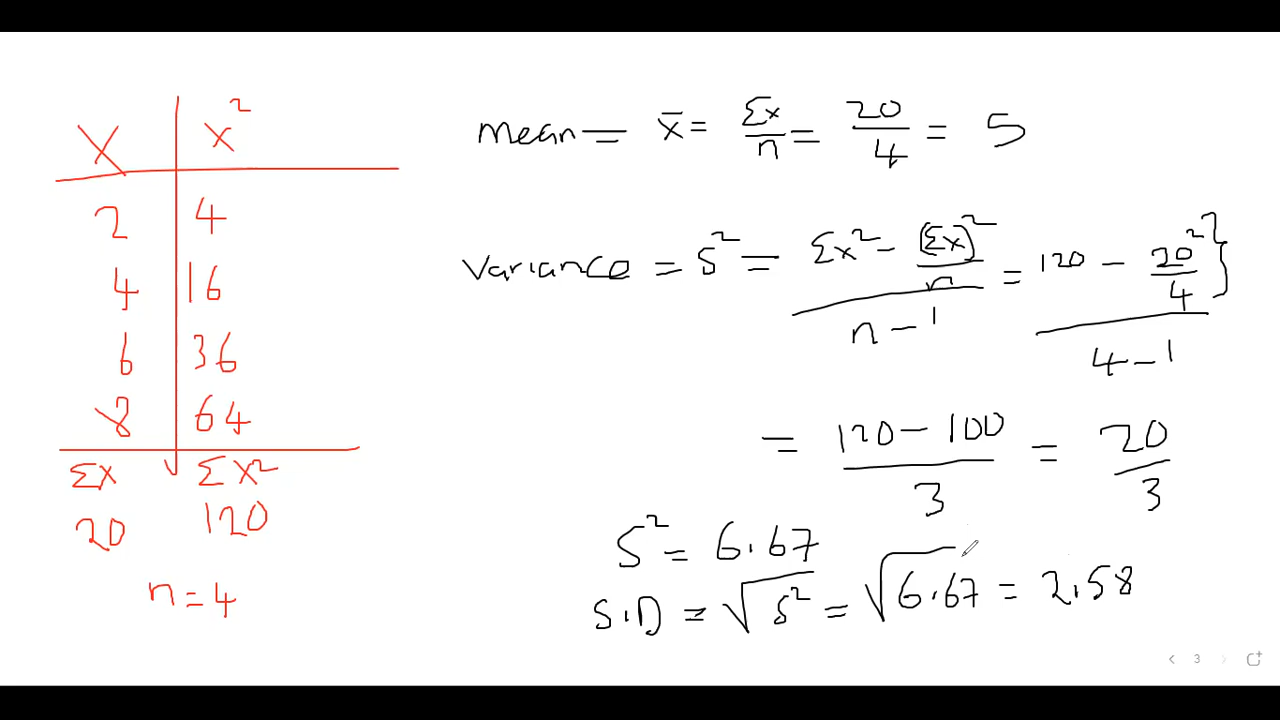 X X²
2 4
4 16
6 36
8 64
Σx Σx²
20 120
n = 4
mean = x̄ = Σx/n = 20/4 = 5
Variance = S² = (Σx² - (Σx)²/n)/(n - 1) = (120 - 20²/4)/(4 - 1)
= (120 - 100)/3 = 20/3
S² = 6.67
S.D = √S² = √6.67 = 2.58
3